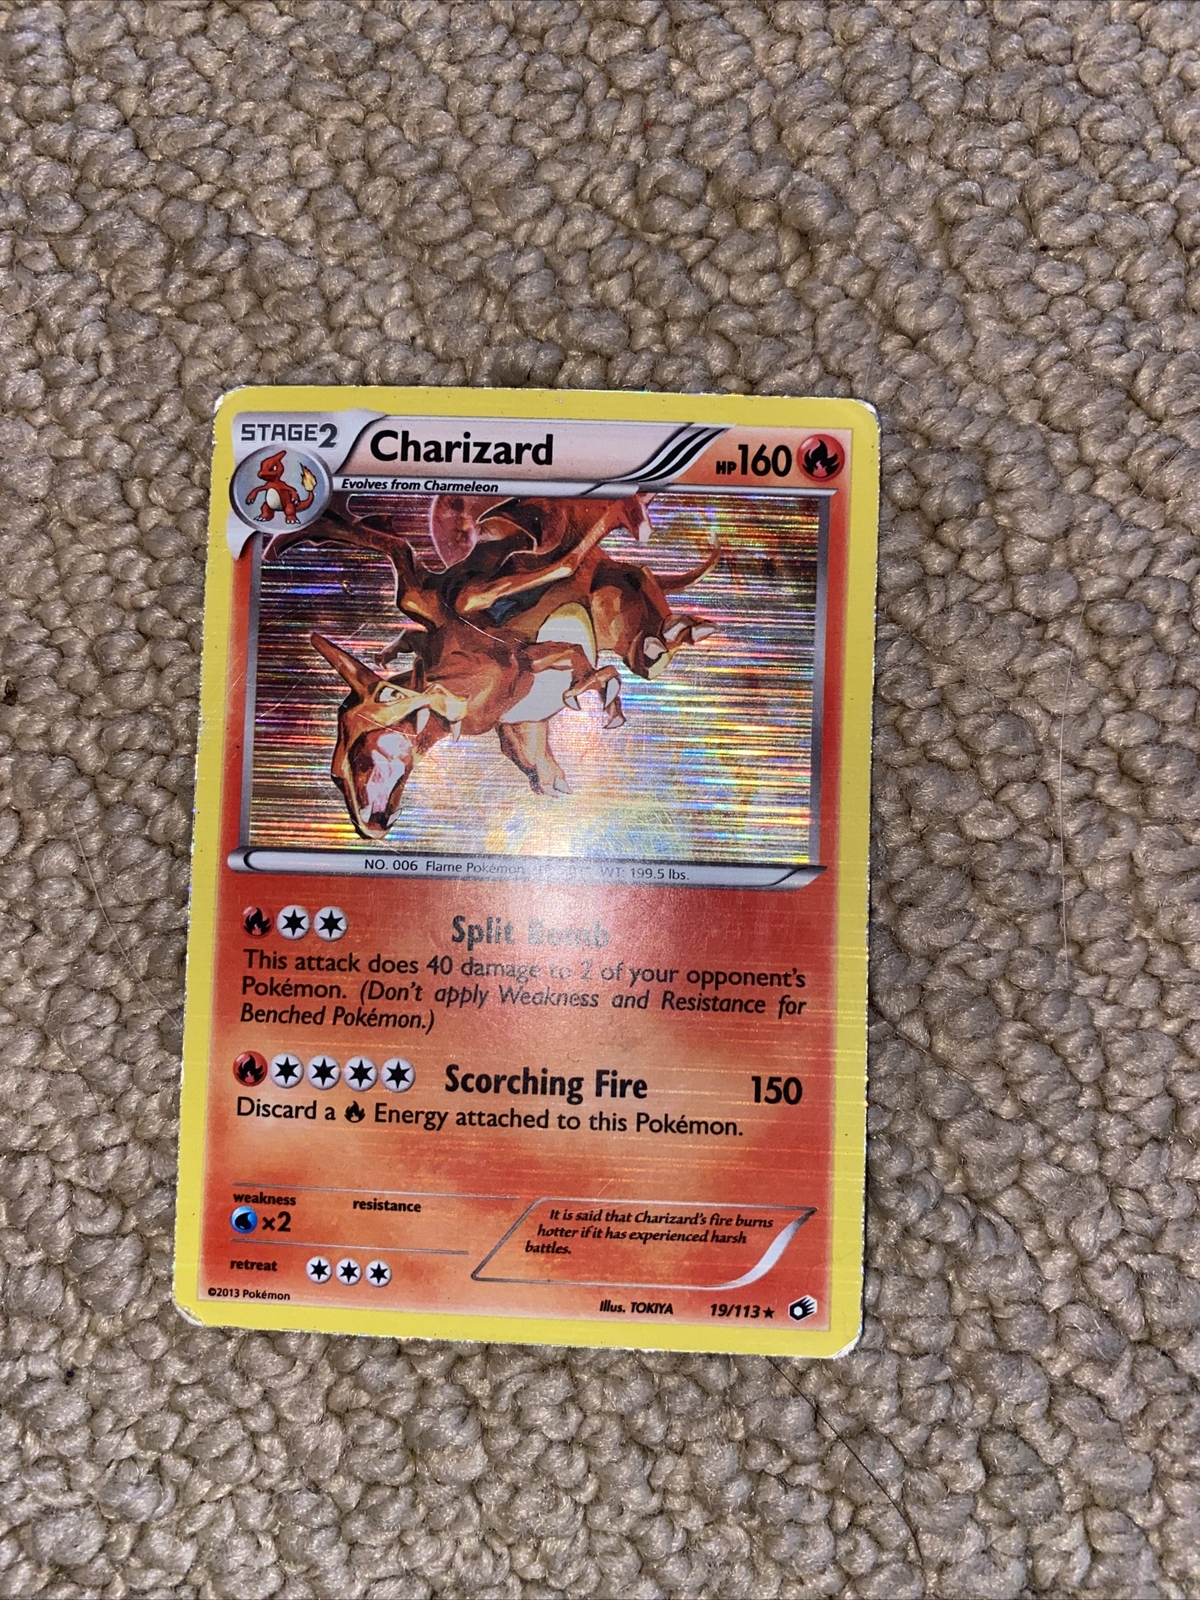 STAGE2
Charizard
HP160
Evolves from Charmeleon
NO. 006 Flame Pokémon WT: 199.5 lbs.
Split Bomb
This attack does 40 damage to 2 of your opponent's
Pokémon. (Don't apply Weakness and Resistance for
Benched Pokémon.)
Scorching Fire 150
Discard a Energy attached to this Pokémon.
weakness resistance
×2
It is said that Charizard's fire burns
hotter if it has experienced harsh
battles.
retreat
©2013 Pokémon
Illus. TOKIYA 19/113